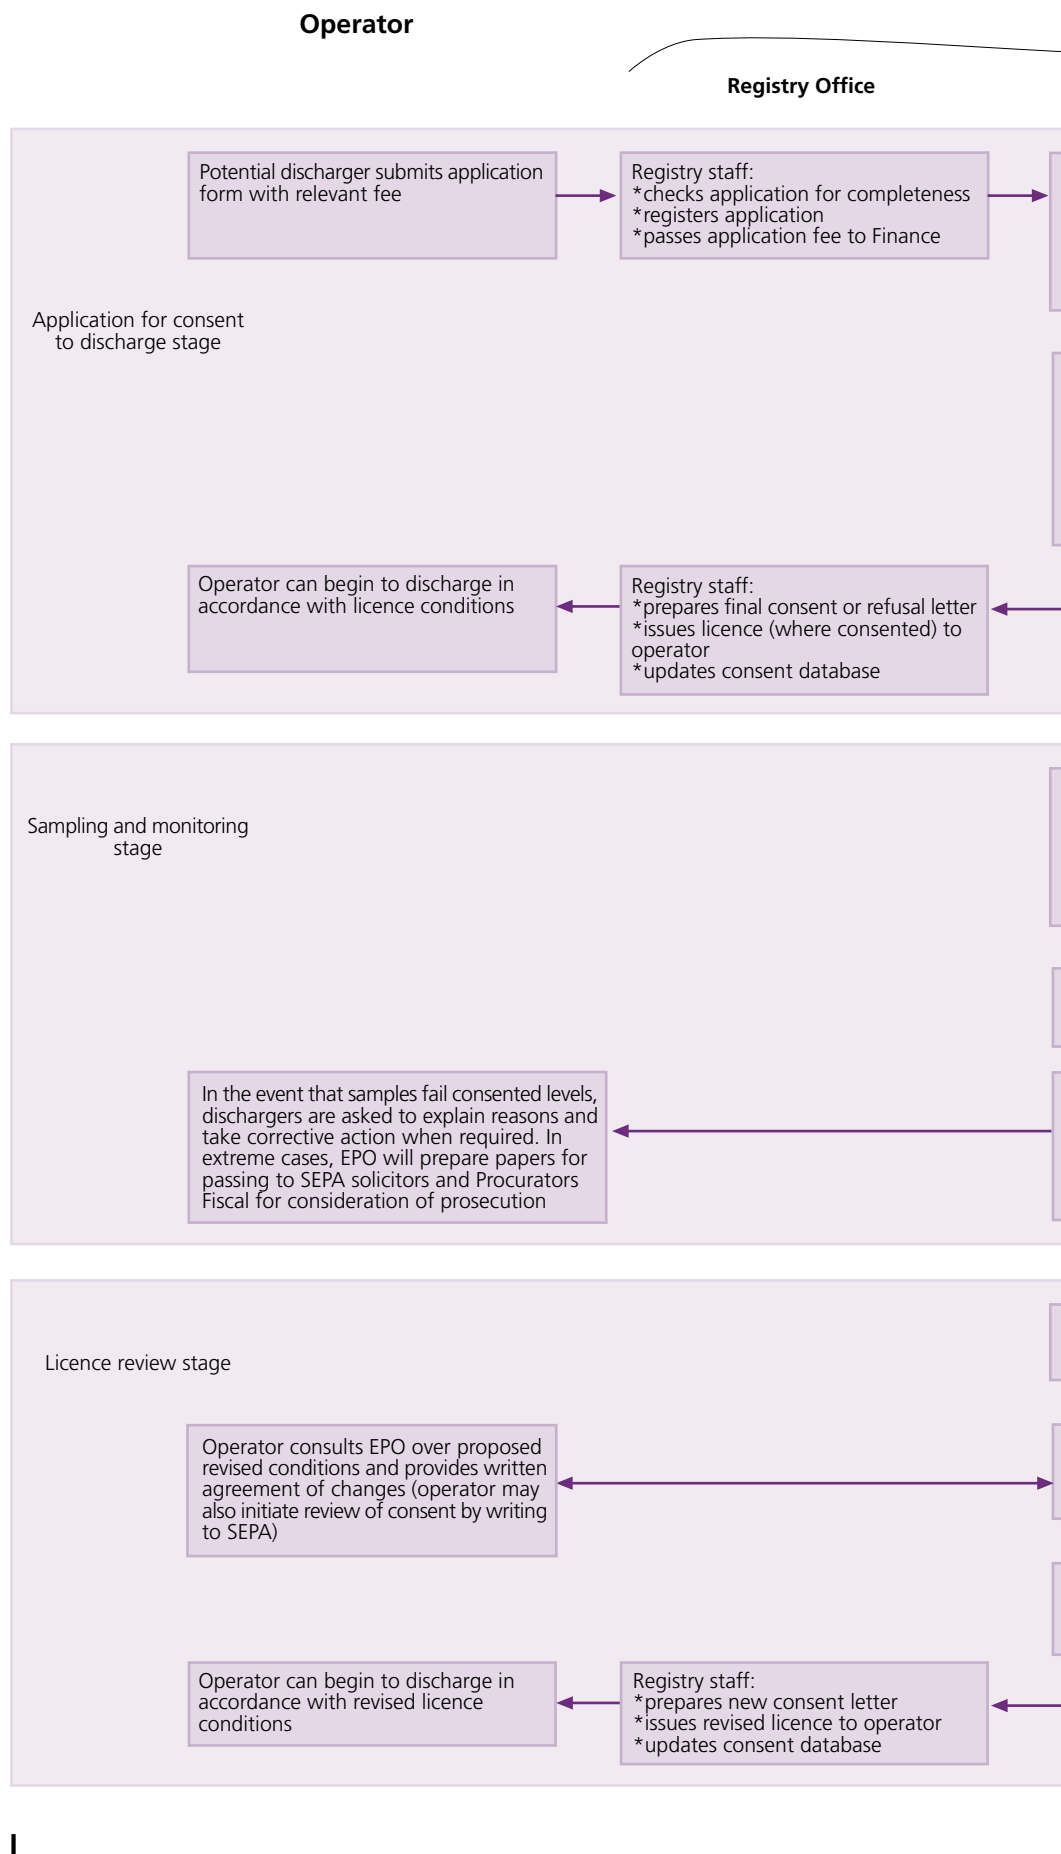 Operator
Registry Office
Potential discharger submits application
form with relevant fee
Registry staff:
*checks application for completeness
*registers application
*passes application fee to Finance
Application for consent
to discharge stage
Operator can begin to discharge in
accordance with licence conditions
Registry staff:
*prepares final consent or refusal letter
*issues licence (where consented) to
operator
*updates consent database
Sampling and monitoring
stage
In the event that samples fail consented levels,
dischargers are asked to explain reasons and
take corrective action when required. In
extreme cases, EPO will prepare papers for
passing to SEPA solicitors and Procurators
Fiscal for consideration of prosecution
Licence review stage
Operator consults EPO over proposed
revised conditions and provides written
agreement of changes (operator may
also initiate review of consent by writing
to SEPA)
Operator can begin to discharge in
accordance with revised licence
conditions
Registry staff:
*prepares new consent letter
*issues revised licence to operator
*updates consent database